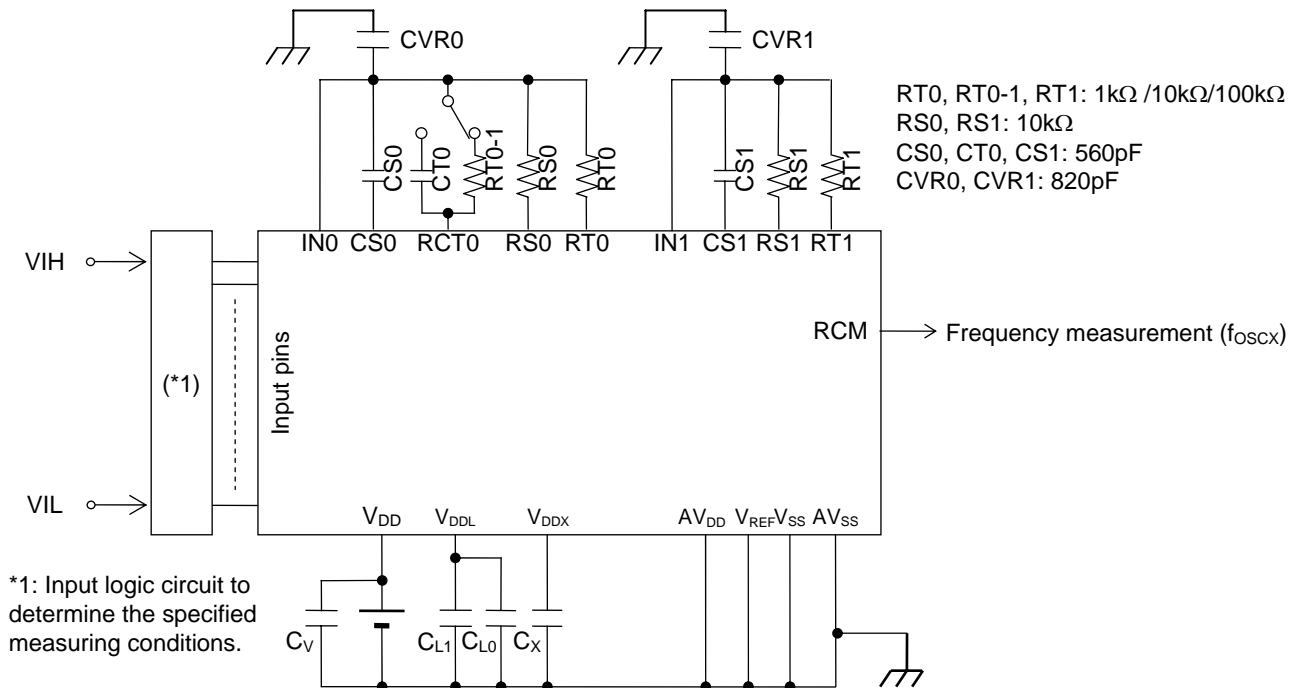 CVR0
CVR1
RT0, RT0-1, RT1: 1kΩ /10kΩ/100kΩ
RS0, RS1: 10kΩ
CS0, CT0, CS1: 560pF
CVR0, CVR1: 820pF
CS0
CT0
RT0-1
RS0
RT0
CS1
RS1
RT1
IN0 CS0 RCT0 RS0 RT0
IN1 CS1 RS1 RT1
VIH
(*1)
Input pins
RCM
Frequency measurement (fOSCX)
VIL
VDD VDDL VDDX AVDD VREF VSS AVSS
*1: Input logic circuit to
determine the specified
measuring conditions.
CV
CL1
CL0
CX